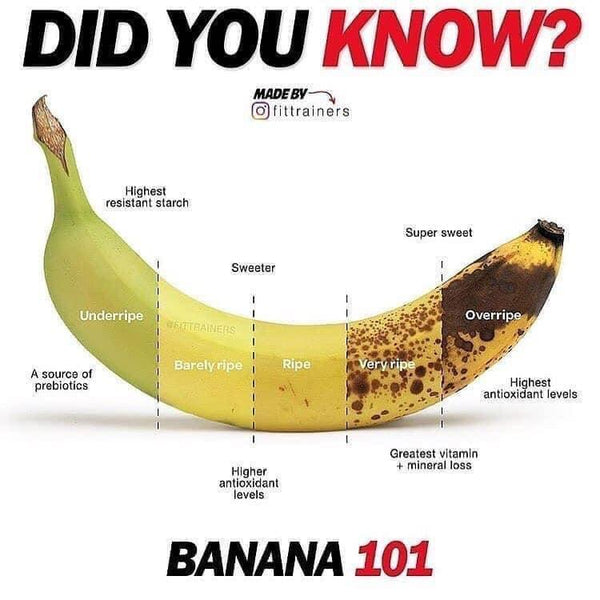 DID YOU KNOW?
MADE BY
fittrainers
Highest
resistant starch
Super sweet
Sweeter
Underripe
Overripe
@FITTRAINERS
Barely ripe
Ripe
Very ripe
A source of
prebiotics
Highest
antioxidant levels
Greatest vitamin
+ mineral loss
Higher
antioxidant
levels
BANANA 101